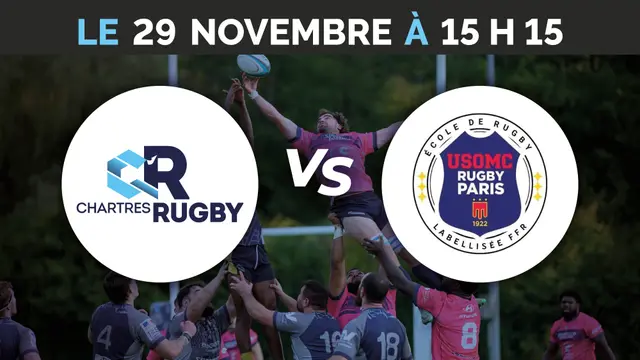 LE 29 NOVEMBRE À 15 H 15
CR
CHARTRES RUGBY
VS
ÉCOLE DE RUGBY
USOMC
RUGBY
PARIS
1922
LABELLISÉE FFR
19
18
8